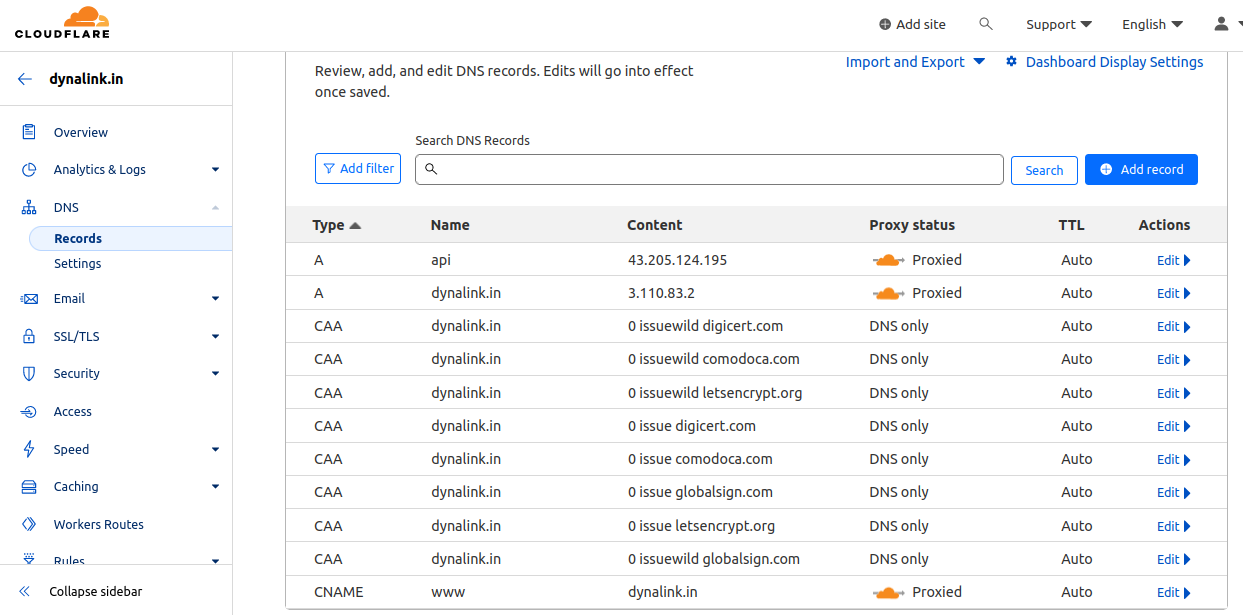 CLOUDFLARE
Add site
Support
English
dynalink.in
Overview
Analytics & Logs
DNS
Records
Settings
Email
SSL/TLS
Security
Access
Speed
Caching
Workers Routes
Rules
Collapse sidebar
Review, add, and edit DNS records. Edits will go into effect
once saved.
Import and Export
Dashboard Display Settings
Search DNS Records
Add filter
Search
Add record
Type Name Content Proxy status TTL Actions
A api 43.205.124.195 Proxied Auto Edit
A dynalink.in 3.110.83.2 Proxied Auto Edit
CAA dynalink.in 0 issuewild digicert.com DNS only Auto Edit
CAA dynalink.in 0 issuewild comodoca.com DNS only Auto Edit
CAA dynalink.in 0 issuewild letsencrypt.org DNS only Auto Edit
CAA dynalink.in 0 issue digicert.com DNS only Auto Edit
CAA dynalink.in 0 issue comodoca.com DNS only Auto Edit
CAA dynalink.in 0 issue globalsign.com DNS only Auto Edit
CAA dynalink.in 0 issue letsencrypt.org DNS only Auto Edit
CAA dynalink.in 0 issuewild globalsign.com DNS only Auto Edit
CNAME www dynalink.in Proxied Auto Edit